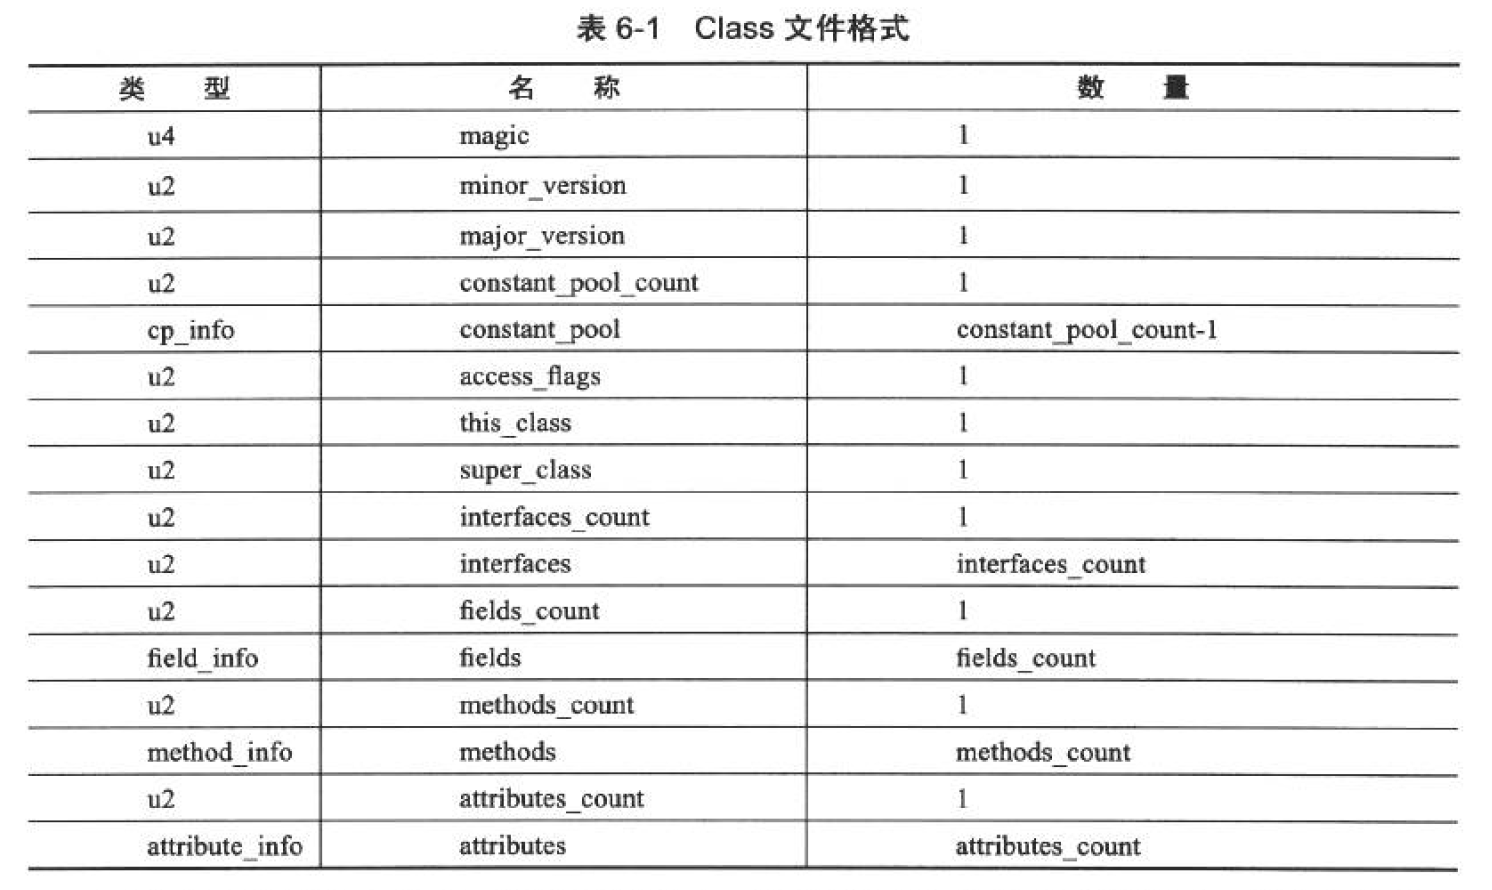 表 6-1 Class 文件格式
类 型 名 称 数 量
u4 magic 1
u2 minor_version 1
u2 major_version 1
u2 constant_pool_count 1
cp_info constant_pool constant_pool_count-1
u2 access_flags 1
u2 this_class 1
u2 super_class 1
u2 interfaces_count 1
u2 interfaces interfaces_count
u2 fields_count 1
field_info fields fields_count
u2 methods_count 1
method_info methods methods_count
u2 attributes_count 1
attribute_info attributes attributes_count